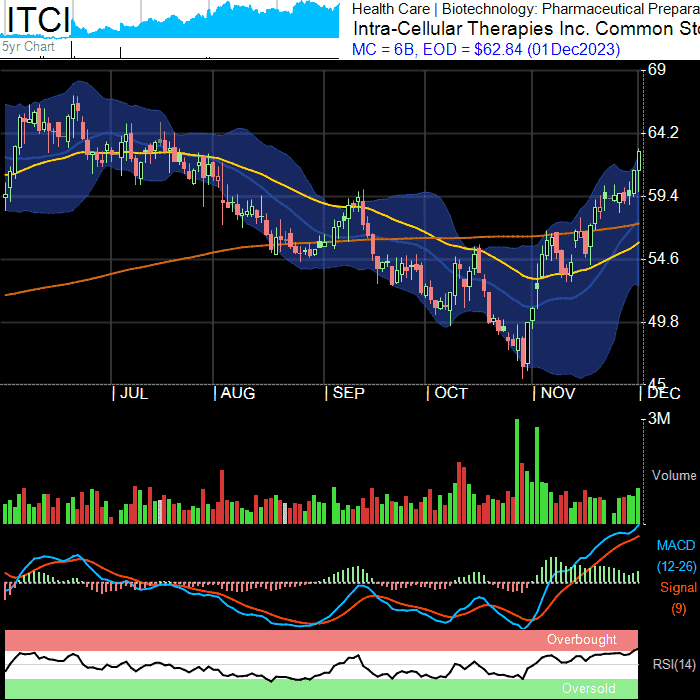 ITCI
5yr Chart
Health Care | Biotechnology: Pharmaceutical Prepara
Intra-Cellular Therapies Inc. Common Sto
MC = 6B, EOD = $62.84 (01Dec2023)
69
64.2
59.4
54.6
49.8
45
JUL
AUG
SEP
OCT
NOV
DEC
3M
Volume
MACD
(12-26)
Signal
(9)
Overbought
RSI(14)
Oversold